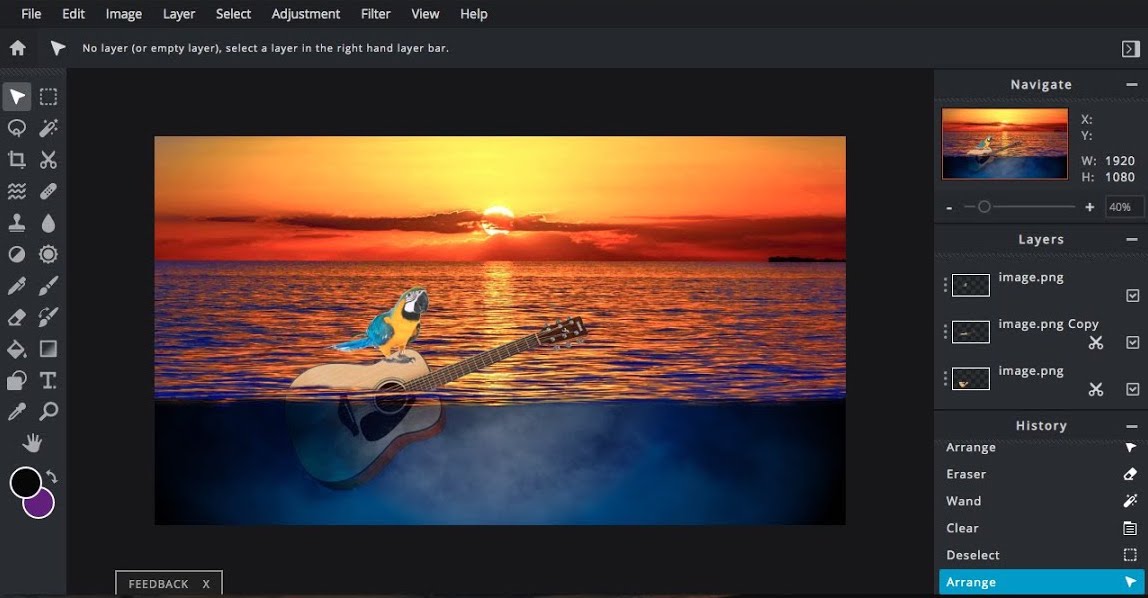 File Edit Image Layer Select Adjustment Filter View Help
No layer (or empty layer), select a layer in the right hand layer bar.
Navigate
X:
Y:
W: 1920
H: 1080
- + 40%
Layers
image.png
image.png Copy
image.png
History
Arrange
Eraser
Wand
Clear
Deselect
Arrange
T
FEEDBACK X